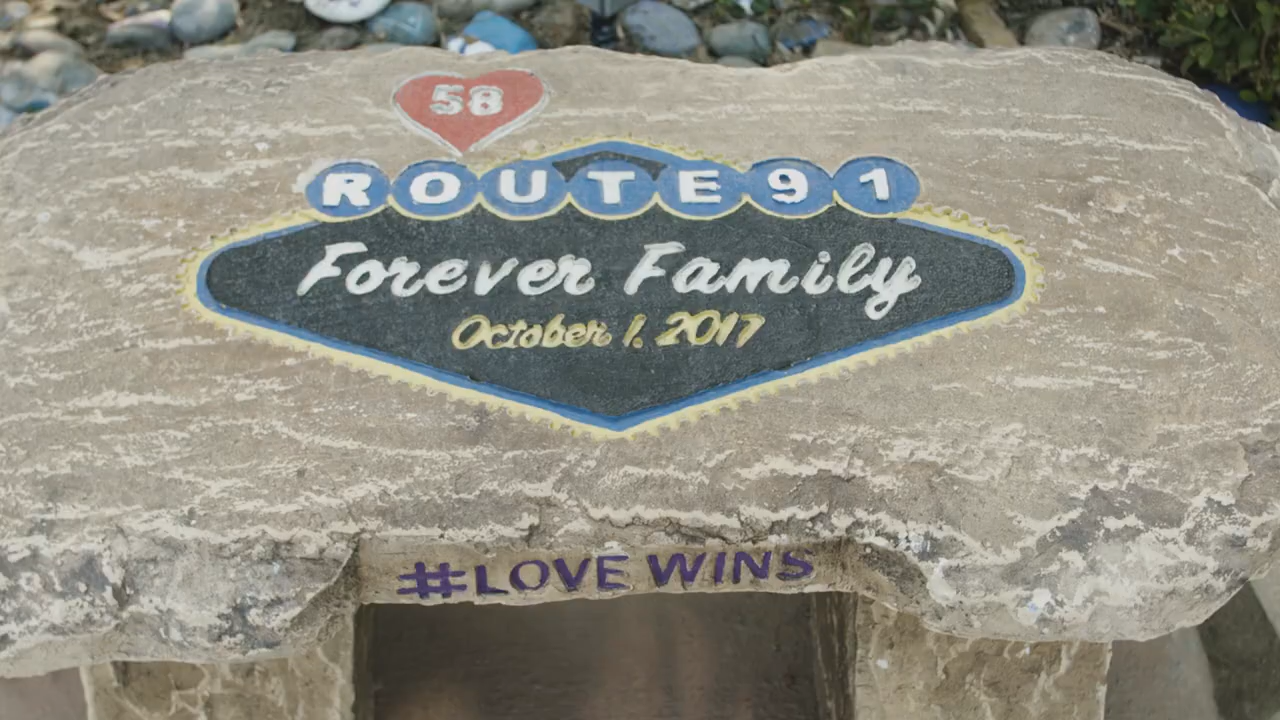 58
ROUTE 91
Forever Family
October 1, 2017
#LOVE WINS